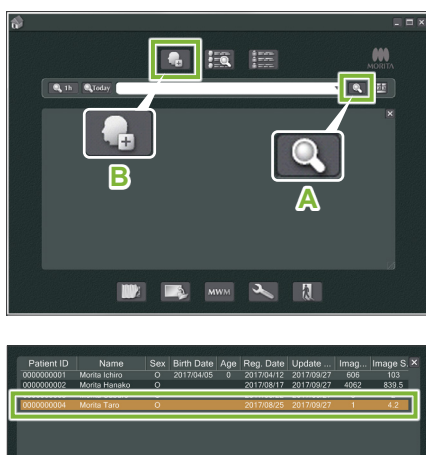 MORITA
1h Today
B
A
MWM
Patient ID Name Sex Birth Date Age Reg. Date Update ... Imag... Image S.
0000000001 Morita Ichiro O 2017/04/05 0 2017/04/12 2017/09/27 606 103
0000000002 Morita Hanako O 2017/08/17 2017/09/27 4062 839.5
0000000004 Morita Taro O 2017/08/25 2017/09/27 1 4.2